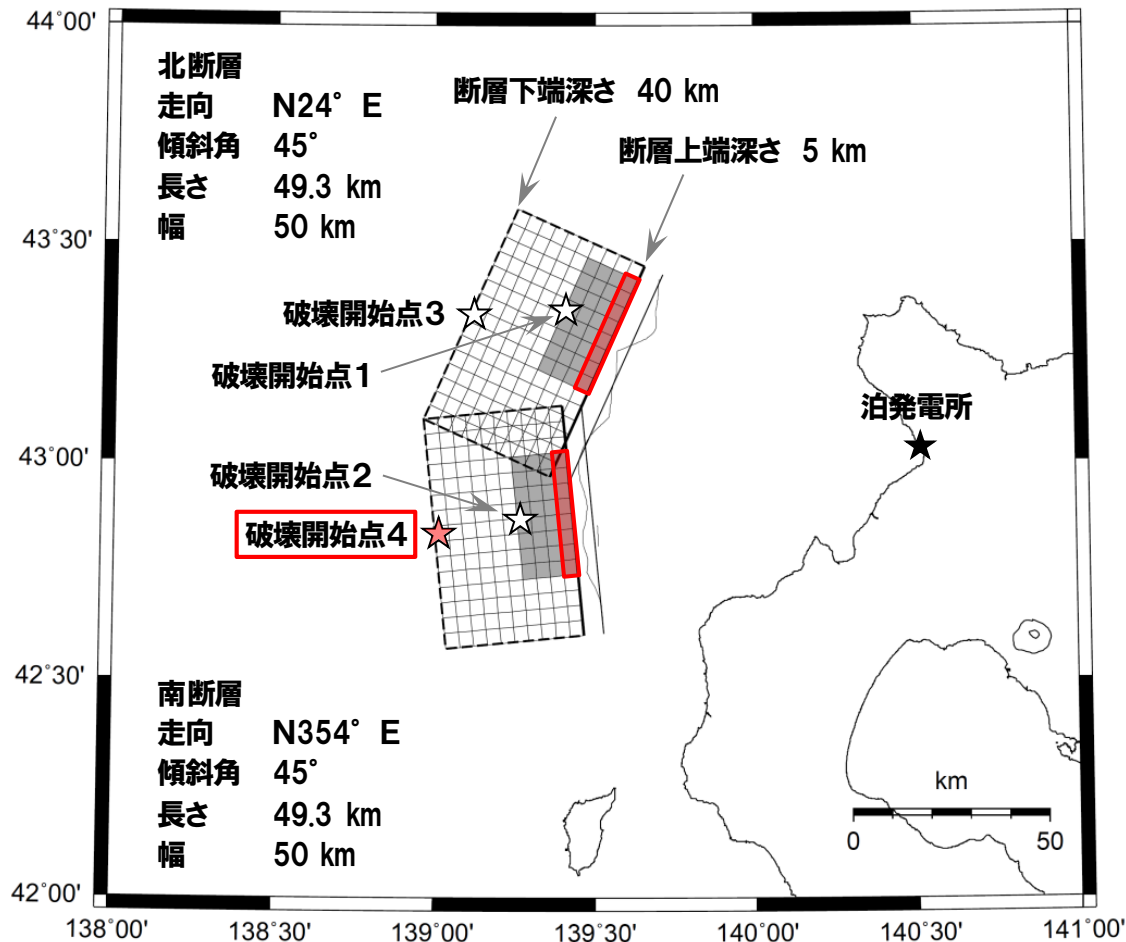 44°00'
43°30'
43°00'
42°30'
42°00'
北断層
走向 N24° E
傾斜角 45°
長さ 49.3 km
幅 50 km
断層下端深さ 40 km
断層上端深さ 5 km
破壊開始点3
破壊開始点1
泊発電所
破壊開始点2
破壊開始点4
南断層
走向 N354° E
傾斜角 45°
長さ 49.3 km
幅 50 km
km
0 50
138°00' 138°30' 139°00' 139°30' 140°00' 140°30' 141°00'